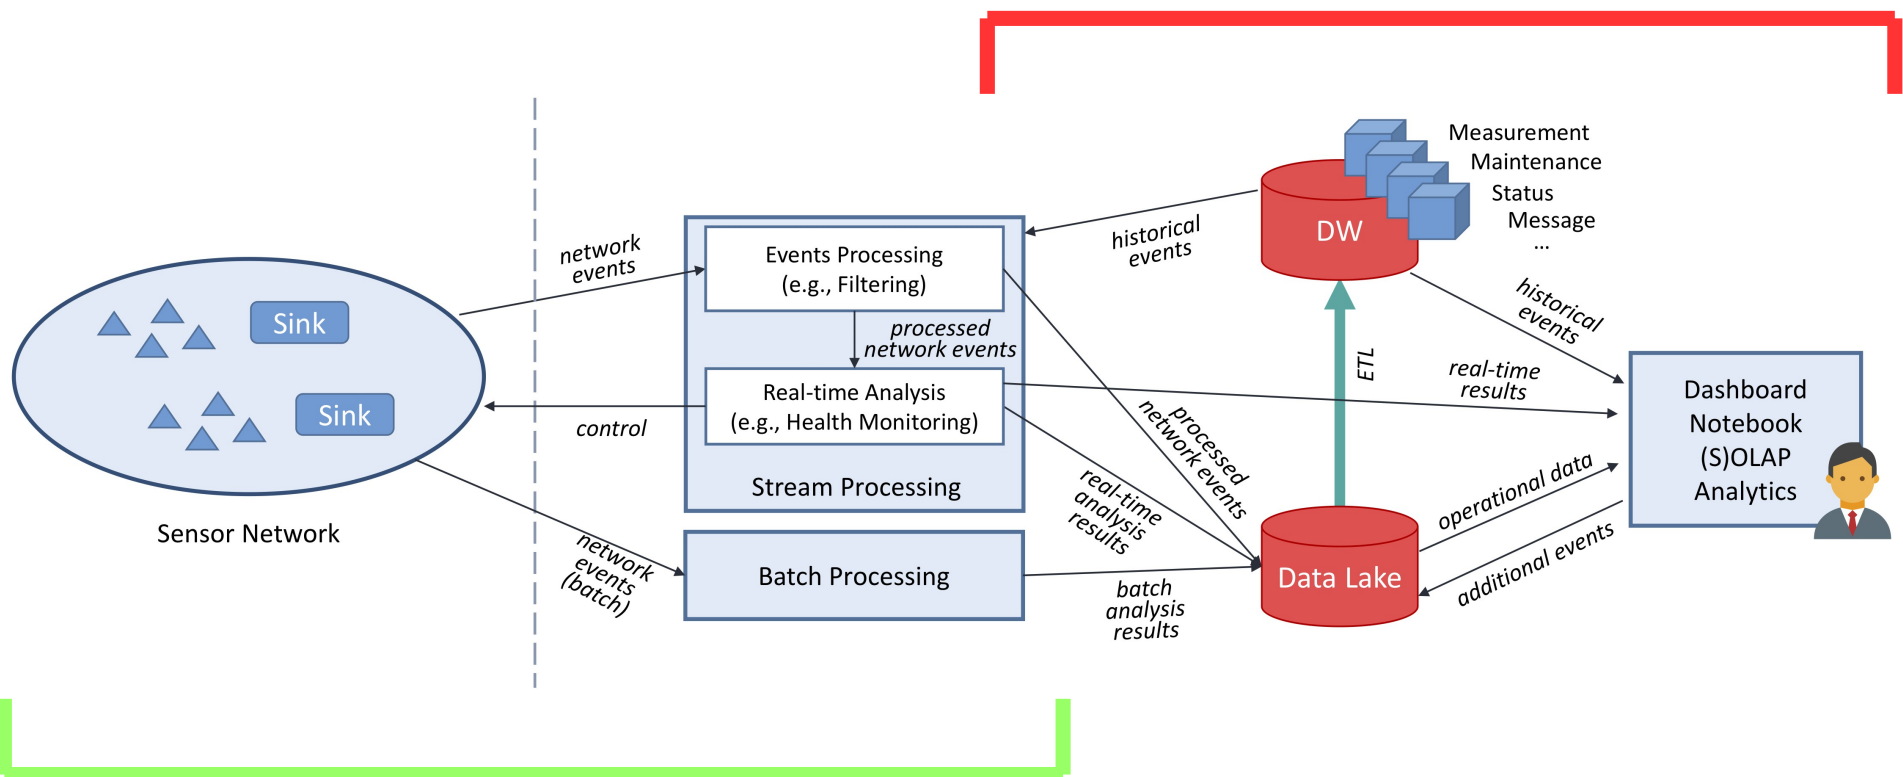 Measurement
Maintenance
Status
Message
...
DW
historical
events
network
events
Events Processing
(e.g., Filtering)
processed
network events
Real-time Analysis
(e.g., Health Monitoring)
Stream Processing
Sink
Sink
Sensor Network
control
network
events
(batch)
Batch Processing
processed
network events
real-time
analysis
results
batch
analysis
results
ETL
Data Lake
historical
events
real-time
results
operational data
additional events
Dashboard
Notebook
(S)OLAP
Analytics